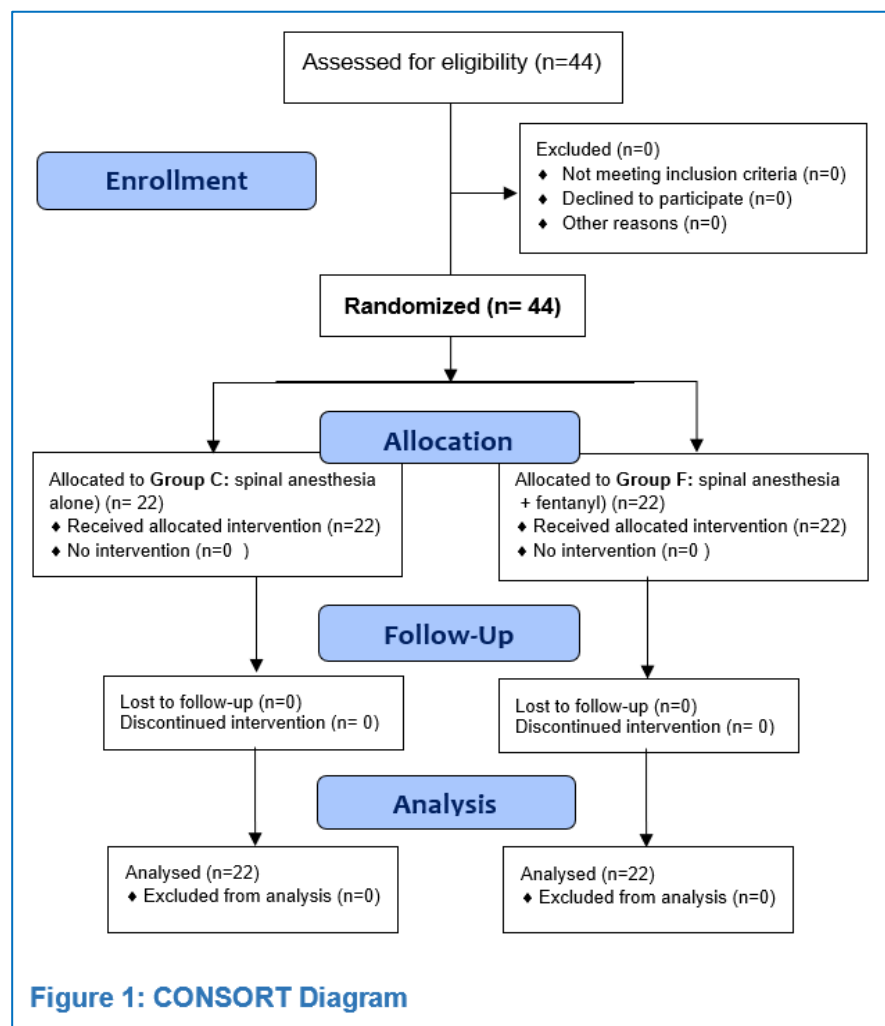 Assessed for eligibility (n=44)
Enrollment
Excluded (n=0)
♦ Not meeting inclusion criteria (n=0)
♦ Declined to participate (n=0)
♦ Other reasons (n=0)
Randomized (n= 44)
Allocation
Allocated to Group C: spinal anesthesia
alone) (n= 22)
♦ Received allocated intervention (n=22)
♦ No intervention (n=0 )
Allocated to Group F: spinal anesthesia
+ fentanyl) (n=22)
♦ Received allocated intervention (n=22)
♦ No intervention (n=0 )
Follow-Up
Lost to follow-up (n=0)
Discontinued intervention (n= 0)
Lost to follow-up (n=0)
Discontinued intervention (n= 0)
Analysis
Analysed (n=22)
♦ Excluded from analysis (n=0)
Analysed (n=22)
♦ Excluded from analysis (n=0)
Figure 1: CONSORT Diagram